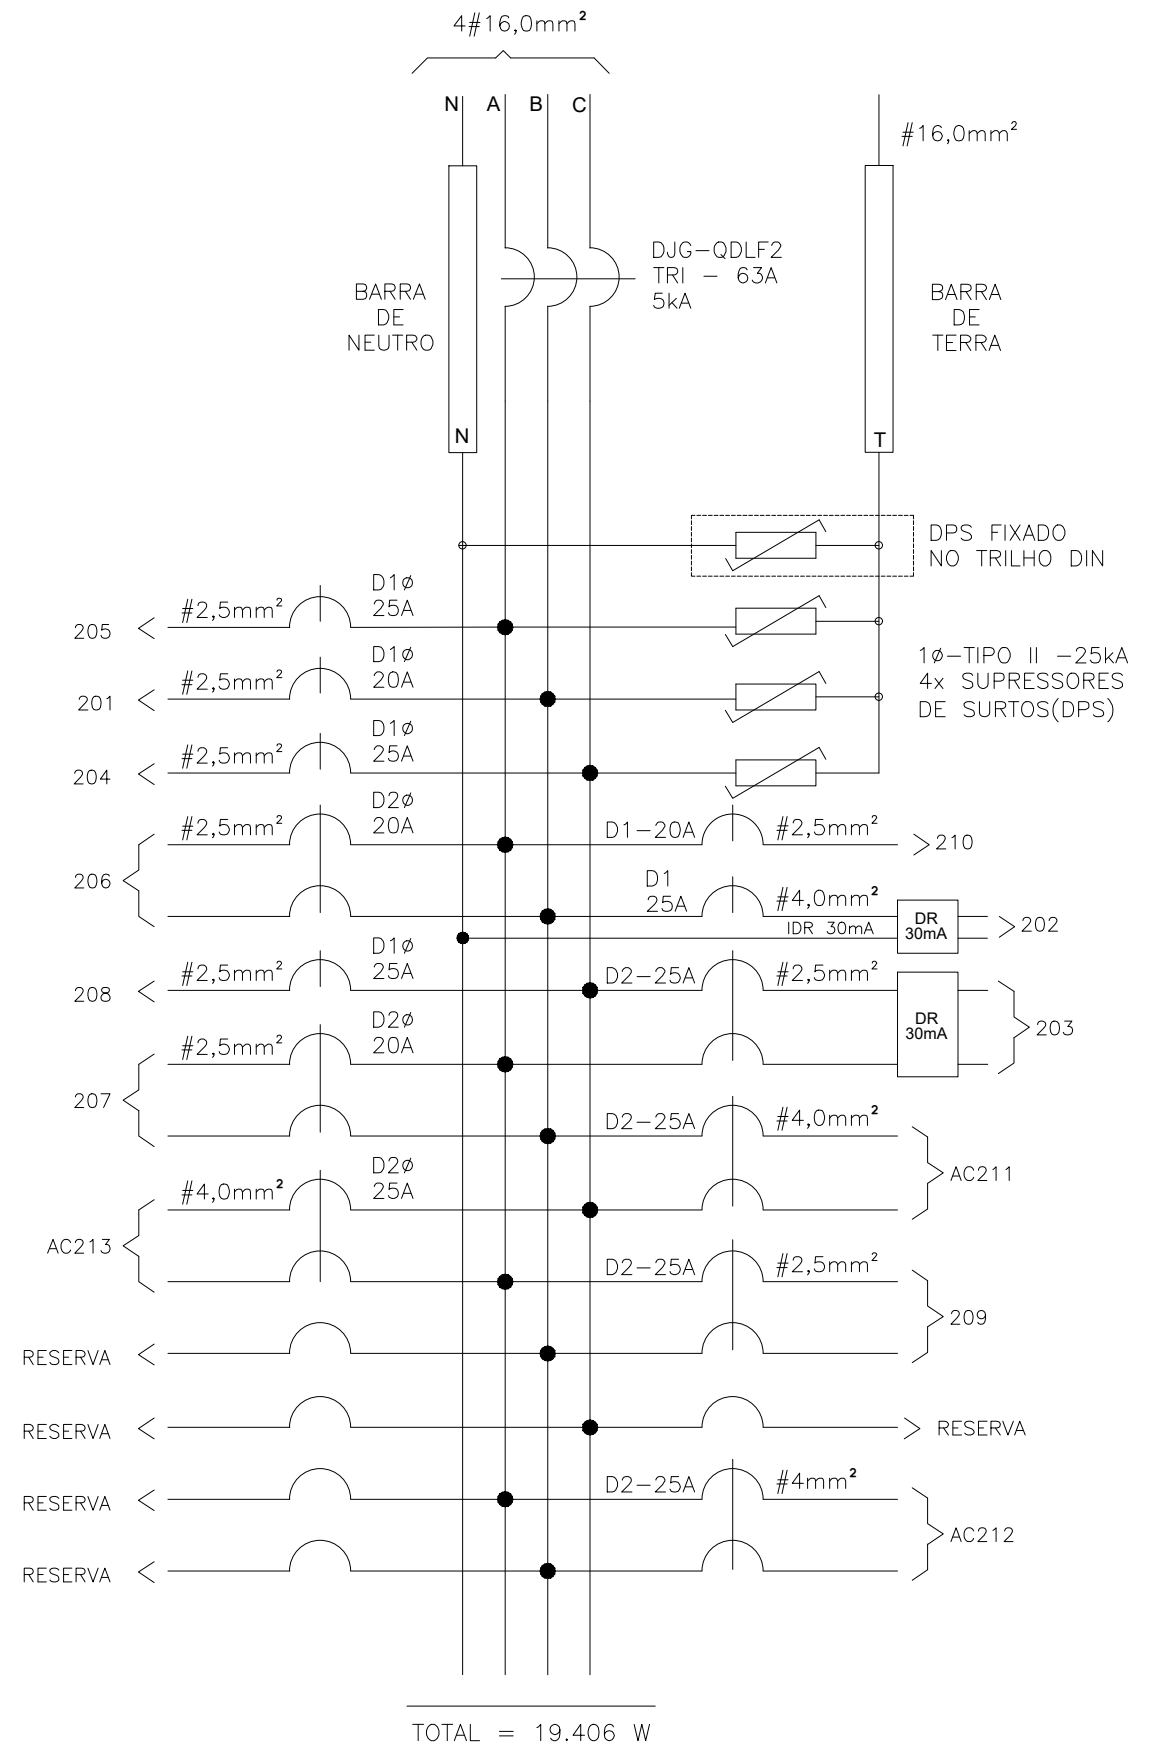 4#16,0mm²
N A B C
#16,0mm²
DJG-QDLF2
TRI - 63A
5kA
BARRA
DE
NEUTRO
BARRA
DE
TERRA
N
T
DPS FIXADO
NO TRILHO DIN
1ø-TIPO II -25kA
4x SUPRESSORES
DE SURTOS(DPS)
205
#2,5mm²
D1ø
25A
201
#2,5mm²
D1ø
20A
204
#2,5mm²
D1ø
25A
206
#2,5mm²
D2ø
20A
D1-20A
#2,5mm²
210
D1
25A
#4,0mm²
IDR 30mA
DR
30mA
202
208
#2,5mm²
D1ø
25A
D2-25A
#2,5mm²
DR
30mA
203
207
#2,5mm²
D2ø
20A
D2-25A
#4,0mm²
AC211
AC213
#4,0mm²
D2ø
25A
D2-25A
#2,5mm²
209
RESERVA
RESERVA
RESERVA
RESERVA
D2-25A
#4mm²
AC212
RESERVA
TOTAL = 19.406 W